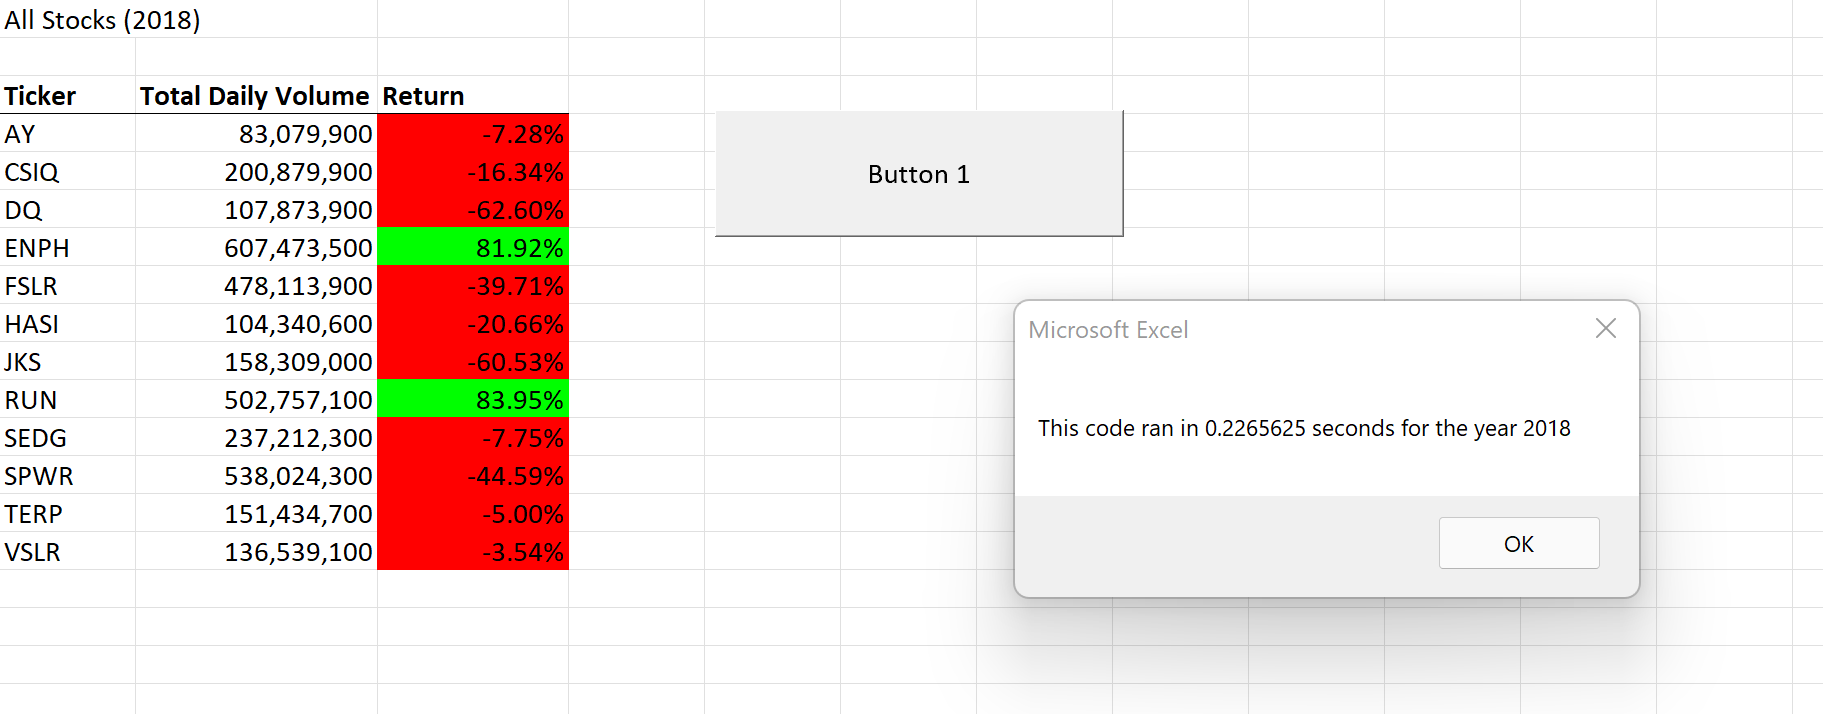 All Stocks (2018)
Ticker Total Daily Volume Return
AY 83,079,900 -7.28%
CSIQ 200,879,900 -16.34%
DQ 107,873,900 -62.60%
ENPH 607,473,500 81.92%
FSLR 478,113,900 -39.71%
HASI 104,340,600 -20.66%
JKS 158,309,000 -60.53%
RUN 502,757,100 83.95%
SEDG 237,212,300 -7.75%
SPWR 538,024,300 -44.59%
TERP 151,434,700 -5.00%
VSLR 136,539,100 -3.54%
Button 1
Microsoft Excel
This code ran in 0.2265625 seconds for the year 2018
OK